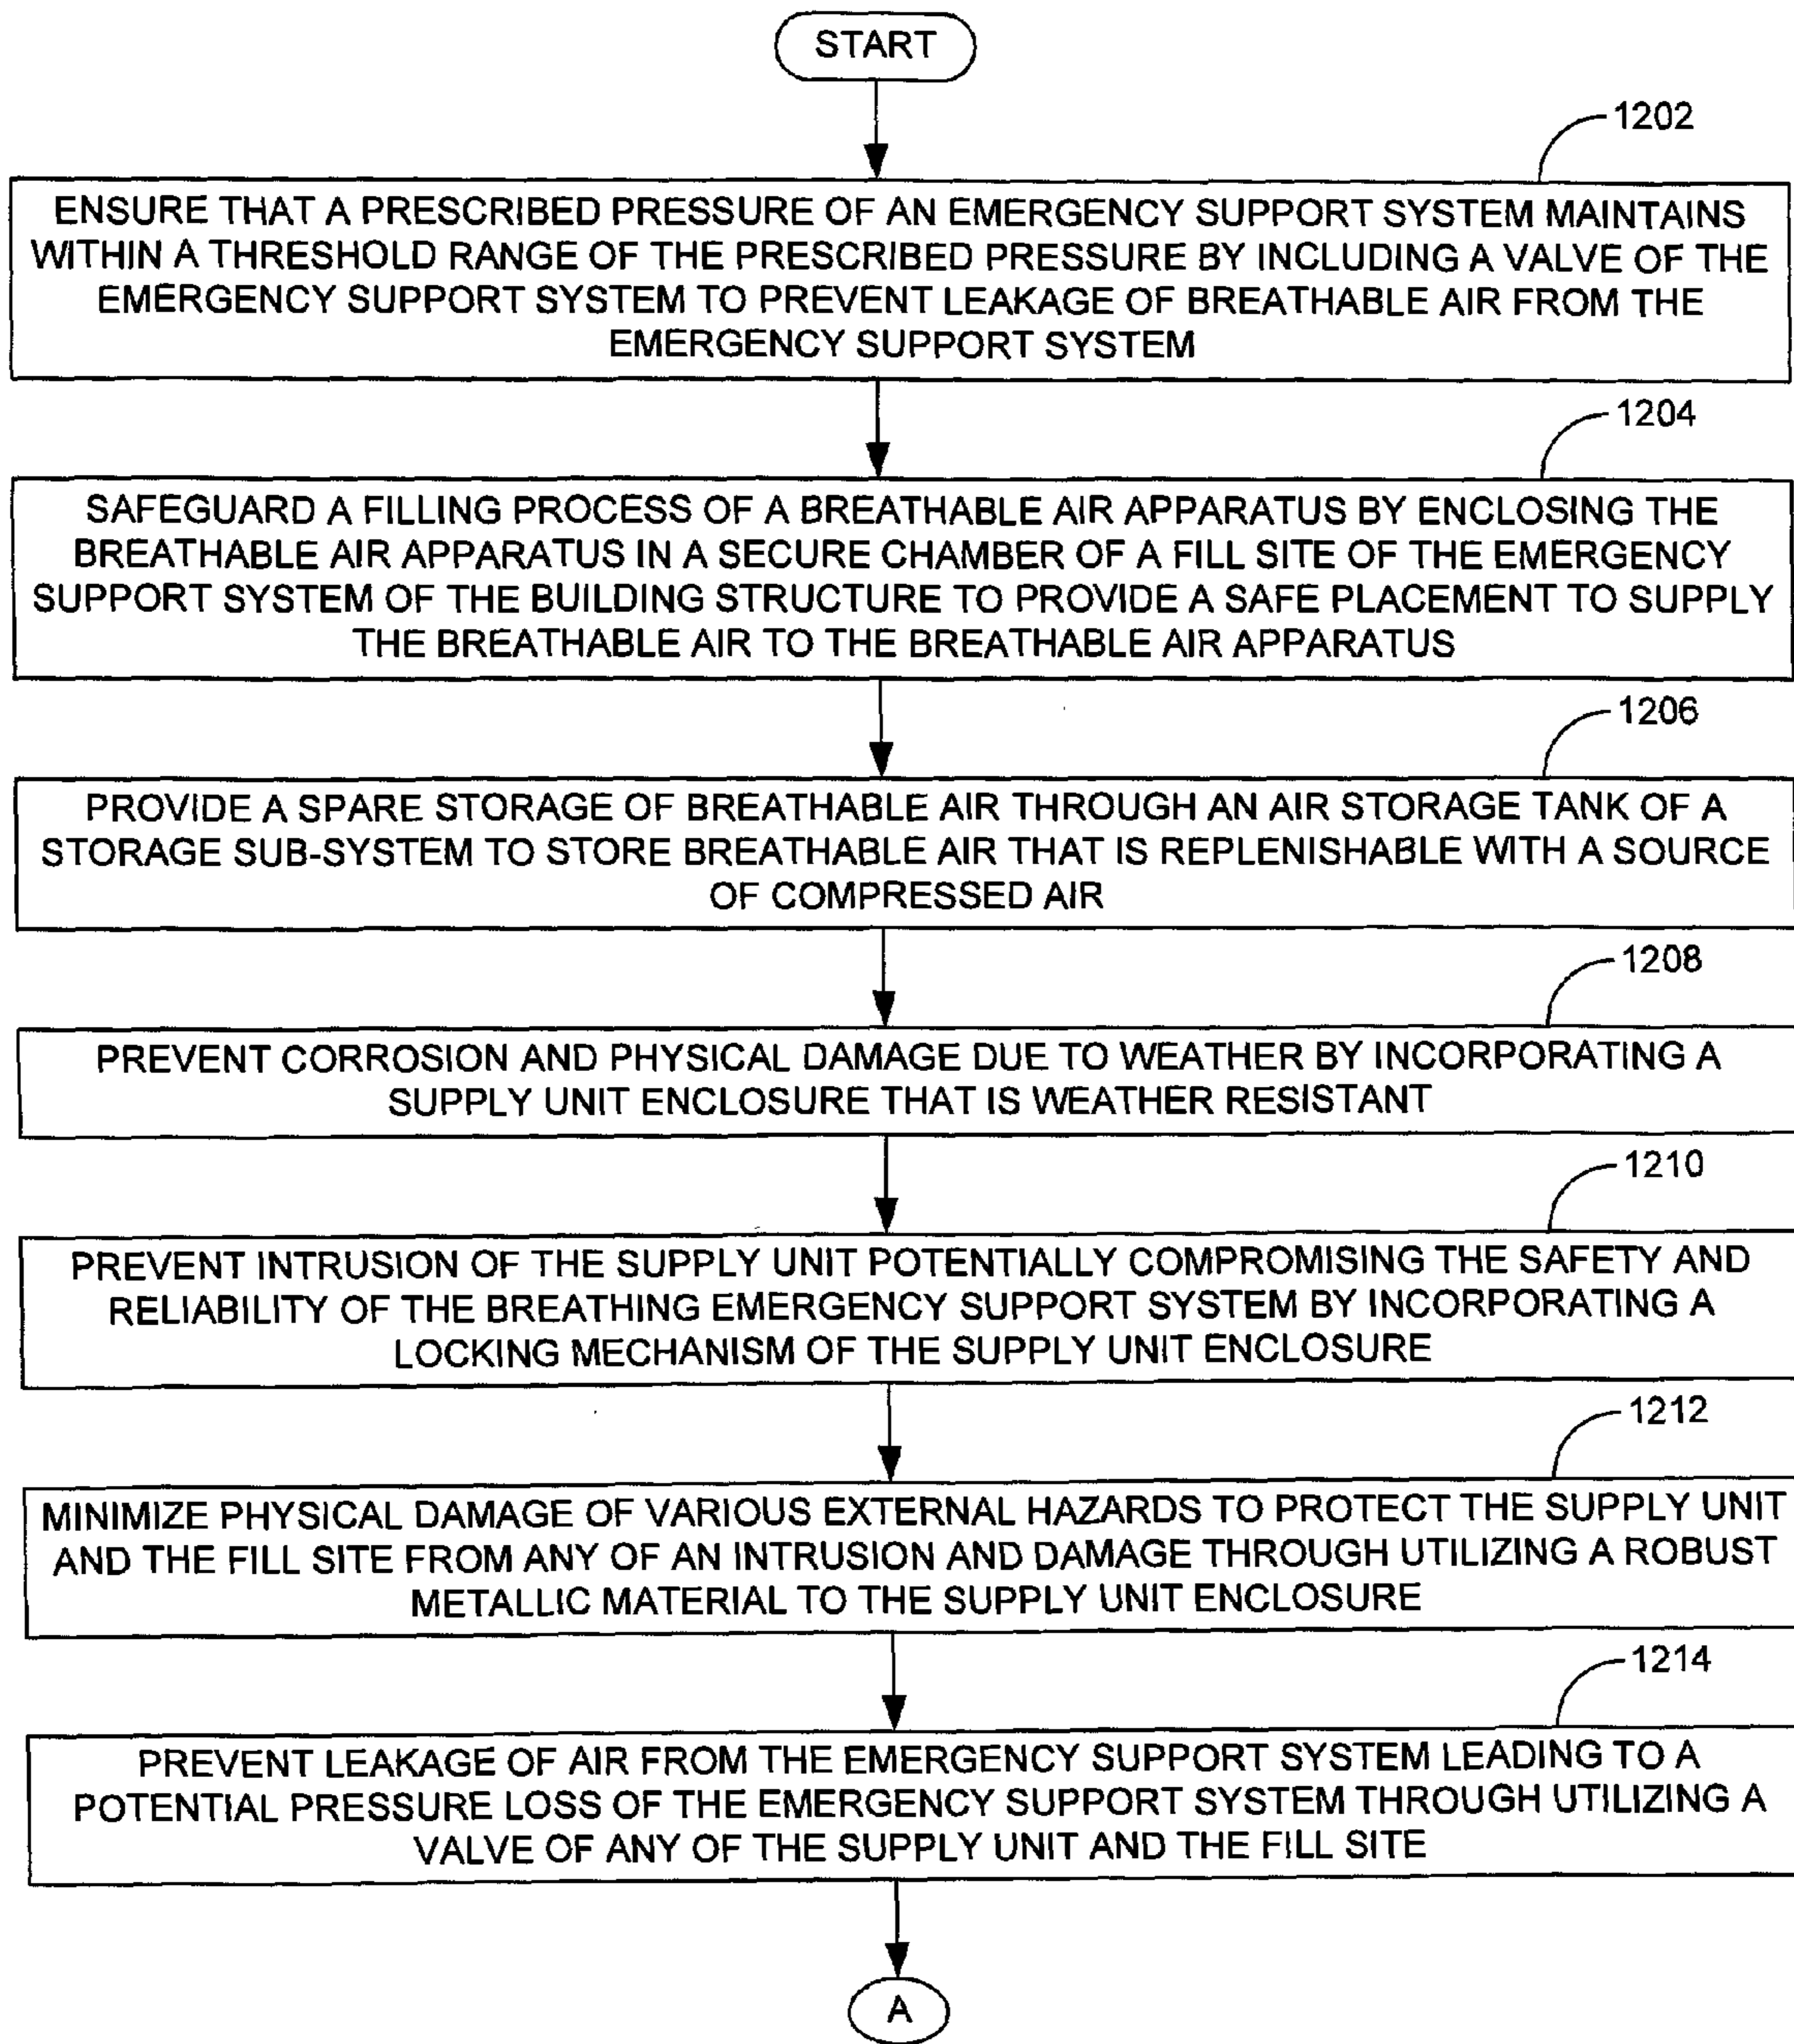 START
1202
ENSURE THAT A PRESCRIBED PRESSURE OF AN EMERGENCY SUPPORT SYSTEM MAINTAINS
WITHIN A THRESHOLD RANGE OF THE PRESCRIBED PRESSURE BY INCLUDING A VALVE OF THE
EMERGENCY SUPPORT SYSTEM TO PREVENT LEAKAGE OF BREATHABLE AIR FROM THE
EMERGENCY SUPPORT SYSTEM
1204
SAFEGUARD A FILLING PROCESS OF A BREATHABLE AIR APPARATUS BY ENCLOSING THE
BREATHABLE AIR APPARATUS IN A SECURE CHAMBER OF A FILL SITE OF THE EMERGENCY
SUPPORT SYSTEM OF THE BUILDING STRUCTURE TO PROVIDE A SAFE PLACEMENT TO SUPPLY
THE BREATHABLE AIR TO THE BREATHABLE AIR APPARATUS
1206
PROVIDE A SPARE STORAGE OF BREATHABLE AIR THROUGH AN AIR STORAGE TANK OF A
STORAGE SUB-SYSTEM TO STORE BREATHABLE AIR THAT IS REPLENISHABLE WITH A SOURCE
OF COMPRESSED AIR
1208
PREVENT CORROSION AND PHYSICAL DAMAGE DUE TO WEATHER BY INCORPORATING A
SUPPLY UNIT ENCLOSURE THAT IS WEATHER RESISTANT
1210
PREVENT INTRUSION OF THE SUPPLY UNIT POTENTIALLY COMPROMISING THE SAFETY AND
RELIABILITY OF THE BREATHING EMERGENCY SUPPORT SYSTEM BY INCORPORATING A
LOCKING MECHANISM OF THE SUPPLY UNIT ENCLOSURE
1212
MINIMIZE PHYSICAL DAMAGE OF VARIOUS EXTERNAL HAZARDS TO PROTECT THE SUPPLY UNIT
AND THE FILL SITE FROM ANY OF AN INTRUSION AND DAMAGE THROUGH UTILIZING A ROBUST
METALLIC MATERIAL TO THE SUPPLY UNIT ENCLOSURE
1214
PREVENT LEAKAGE OF AIR FROM THE EMERGENCY SUPPORT SYSTEM LEADING TO A
POTENTIAL PRESSURE LOSS OF THE EMERGENCY SUPPORT SYSTEM THROUGH UTILIZING A
VALVE OF ANY OF THE SUPPLY UNIT AND THE FILL SITE
A